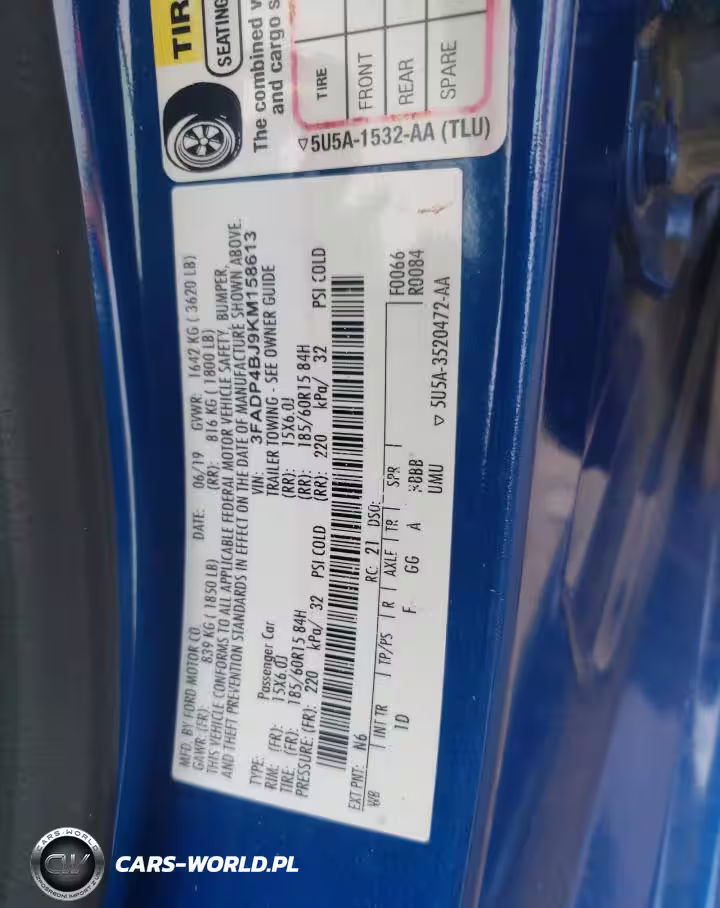 TIR
SEATING
The combined
and cargo
TIRE
FRONT
REAR
SPARE
5U5A-1532-AA (TLU)
MFD. BY FORD MOTOR CO.
DATE: 06/19 GVWR: 1642 KG ( 3620 LB)
GAWR: (FR): 839 KG ( 1850 LB) (RR): 816 KG ( 1800 LB)
THIS VEHICLE CONFORMS TO ALL APPLICABLE FEDERAL MOTOR VEHICLE SAFETY, BUMPER,
AND THEFT PREVENTION STANDARDS IN EFFECT ON THE DATE OF MANUFACTURE SHOWN ABOVE.
VIN: 3FADP4BJ9KM158613
TYPE: Passenger Car TRAILER TOWING - SEE OWNER GUIDE
RIM: (FR): 15X6.0J (RR): 15X6.0J
TIRE: (FR): 185/60R15 84H (RR): 185/60R15 84H
PRESSURE: (FR): 220 kPa/ 32 PSI COLD (RR): 220 kPa/ 32 PSI COLD
EXT PNT: N6 RC: 21 DSO: F0066
WB INT TR TP/PS R AXLE TR SPR R0084
1D F GG A BBB
UMU
5U5A-3520472-AA
CARS-WORLD
CW
CARS-WORLD.PL